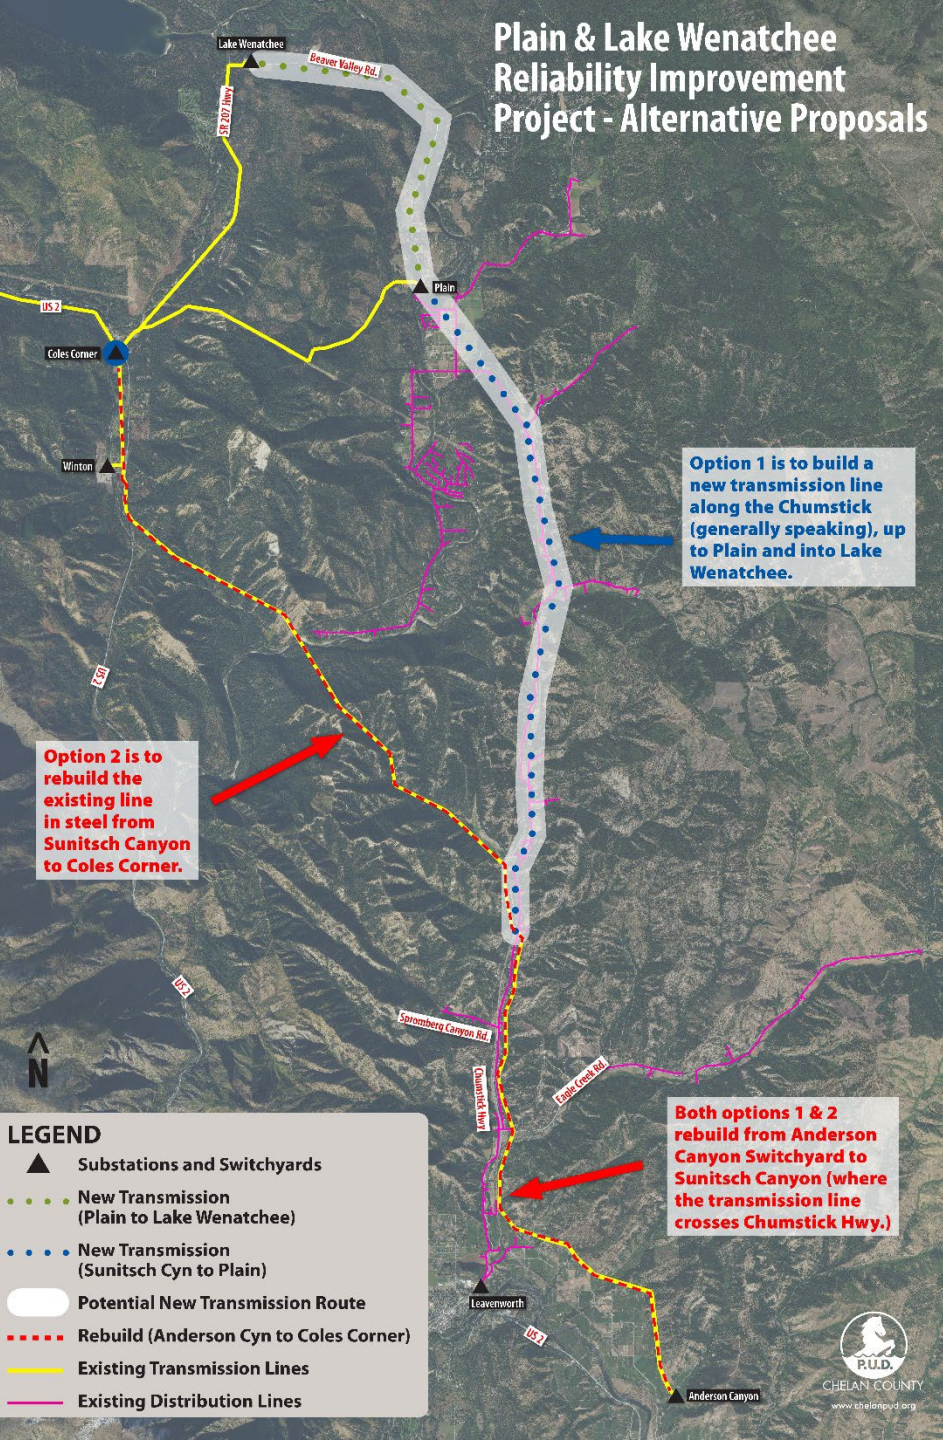 Plain & Lake Wenatchee
Reliability Improvement
Project - Alternative Proposals
Lake Wenatchee
Beaver Valley Rd.
SR 207 Hwy
Plain
US 2
Coles Corner
Winton
Option 1 is to build a
new transmission line
along the Chumstick
(generally speaking), up
to Plain and into Lake
Wenatchee.
US 2
Option 2 is to
rebuild the
existing line
in steel from
Sunitsch Canyon
to Coles Corner.
US 2
Spromberg Canyon Rd.
Chumstick Hwy
Eagle Creek Rd.
Both options 1 & 2
rebuild from Anderson
Canyon Switchyard to
Sunitsch Canyon (where
the transmission line
crosses Chumstick Hwy.)
N
LEGEND
Substations and Switchyards
New Transmission
(Plain to Lake Wenatchee)
New Transmission
(Sunitsch Cyn to Plain)
Potential New Transmission Route
Rebuild (Anderson Cyn to Coles Corner)
Existing Transmission Lines
Existing Distribution Lines
Leavenworth
US 2
Anderson Canyon
P.U.D.
CHELAN COUNTY
www.chelanpud.org